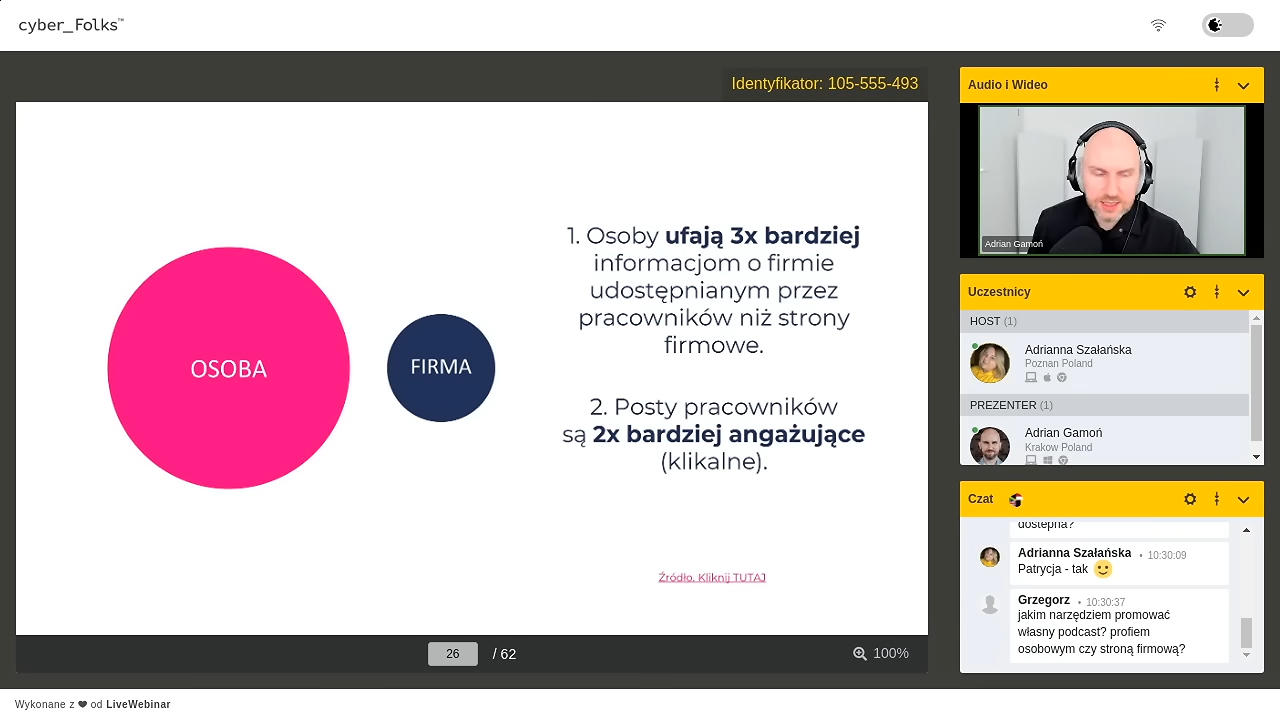 cyber_Folks™
Identyfikator: 105-555-493
OSOBA
FIRMA
1. Osoby ufają 3x bardziej
informacjom o firmie
udostępnianym przez
pracowników niż strony
firmowe.
2. Posty pracowników
są 2x bardziej angażujące
(klikalne).
Źródło. Kliknij TUTAJ
26 / 62
100%
Audio i Wideo
Adrian Gamoń
Uczestnicy
HOST (1)
Adrianna Szałańska
Poznan Poland
PREZENTER (1)
Adrian Gamoń
Krakow Poland
Czat
dostępna?
Adrianna Szałańska • 10:30:09
Patrycja - tak
Grzegorz • 10:30:37
jakim narzędziem promować
własny podcast? profiem
osobowym czy stroną firmową?
Wykonane z ❤ od LiveWebinar